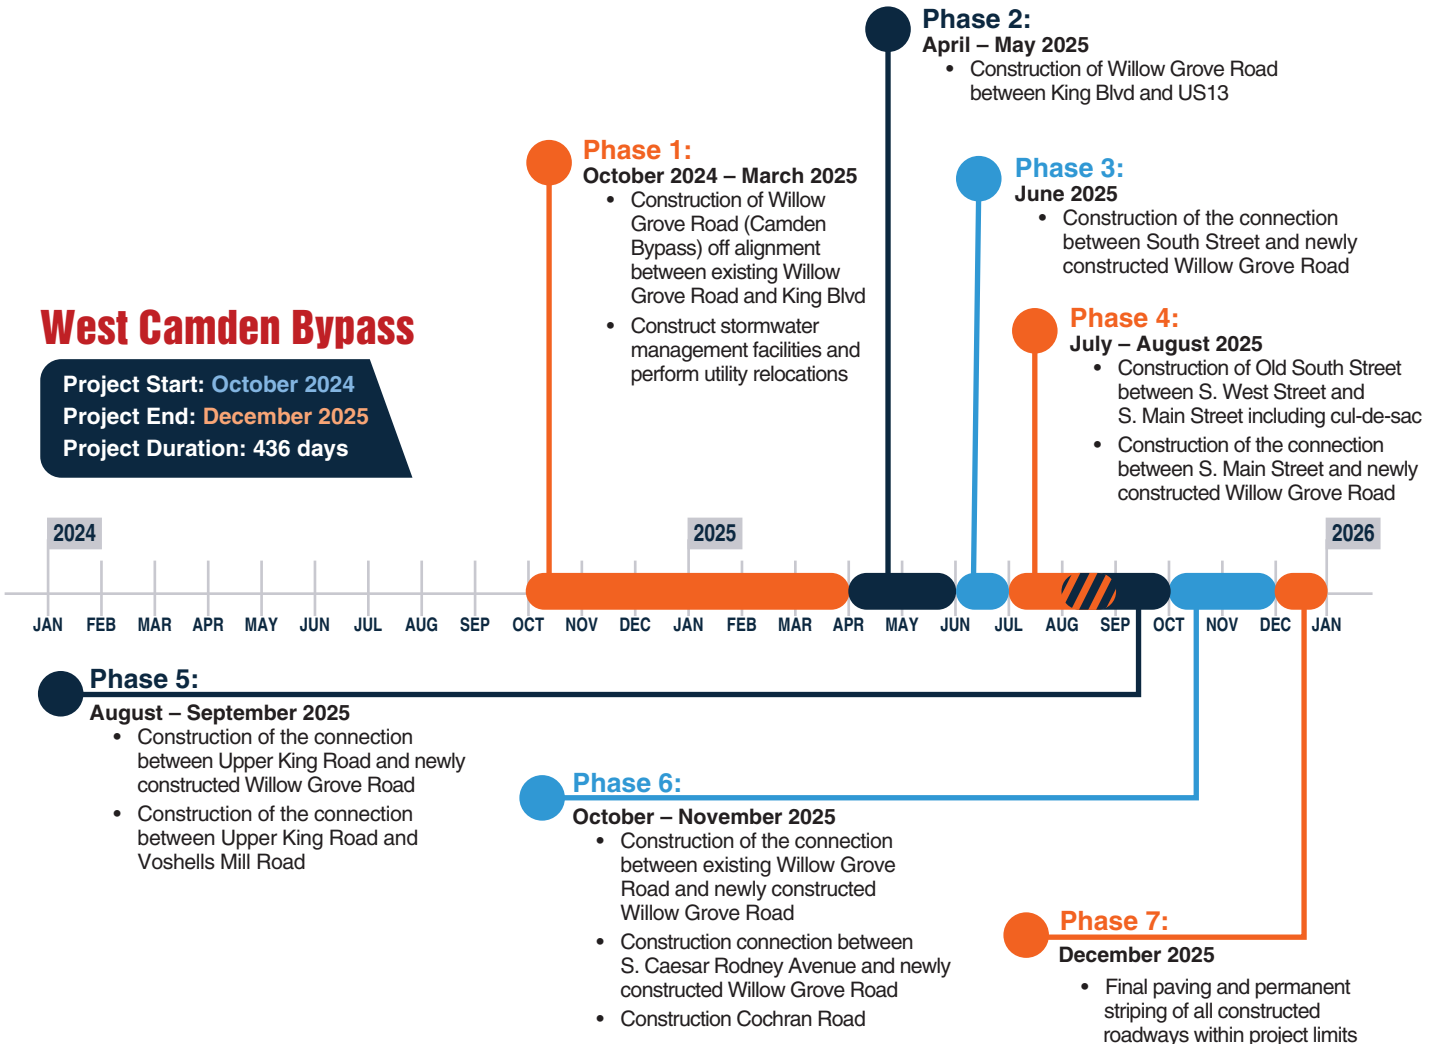 Phase 2:
April – May 2025
• Construction of Willow Grove Road
between King Blvd and US13
Phase 1:
October 2024 – March 2025
• Construction of Willow
Grove Road (Camden
Bypass) off alignment
between existing Willow
Grove Road and King Blvd
• Construct stormwater
management facilities and
perform utility relocations
Phase 3:
June 2025
• Construction of the connection
between South Street and newly
constructed Willow Grove Road
Phase 4:
July – August 2025
• Construction of Old South Street
between S. West Street and
S. Main Street including cul-de-sac
• Construction of the connection
between S. Main Street and newly
constructed Willow Grove Road
West Camden Bypass
Project Start: October 2024
Project End: December 2025
Project Duration: 436 days
2024 2025 2026
JAN FEB MAR APR MAY JUN JUL AUG SEP OCT NOV DEC JAN FEB MAR APR MAY JUN JUL AUG SEP OCT NOV DEC JAN
Phase 5:
August – September 2025
• Construction of the connection
between Upper King Road and newly
constructed Willow Grove Road
• Construction of the connection
between Upper King Road and
Voshells Mill Road
Phase 6:
October – November 2025
• Construction of the connection
between existing Willow Grove
Road and newly constructed
Willow Grove Road
• Construction connection between
S. Caesar Rodney Avenue and newly
constructed Willow Grove Road
• Construction Cochran Road
Phase 7:
December 2025
• Final paving and permanent
striping of all constructed
roadways within project limits